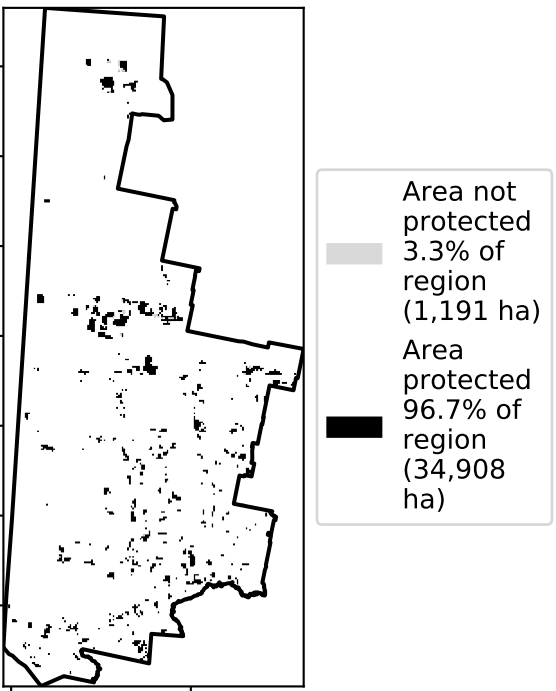 Area not
protected
3.3% of
region
(1,191 ha)
Area
protected
96.7% of
region
(34,908
ha)